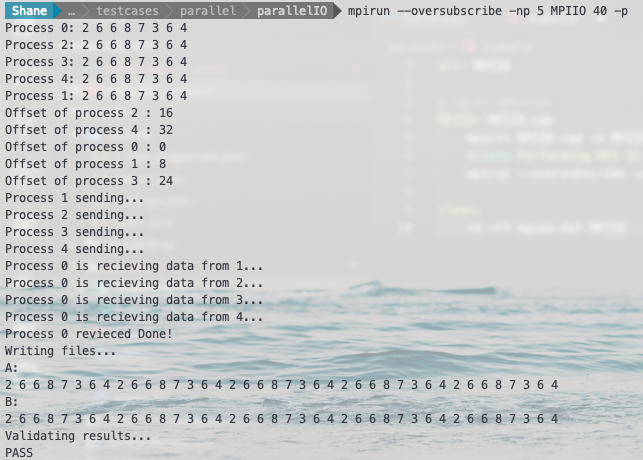 Shane … testcases parallel parallelIO mpirun --oversubscribe -np 5 MPIIO 40 -p
Process 0: 2 6 6 8 7 3 6 4
Process 2: 2 6 6 8 7 3 6 4
Process 3: 2 6 6 8 7 3 6 4
Process 4: 2 6 6 8 7 3 6 4
Process 1: 2 6 6 8 7 3 6 4
Offset of process 2 : 16
Offset of process 4 : 32
Offset of process 0 : 0
Offset of process 1 : 8
Offset of process 3 : 24
Process 1 sending...
Process 2 sending...
Process 3 sending...
Process 4 sending...
Process 0 is recieving data from 1...
Process 0 is recieving data from 2...
Process 0 is recieving data from 3...
Process 0 is recieving data from 4...
Process 0 revieced Done!
Writing files...
A:
2 6 6 8 7 3 6 4 2 6 6 8 7 3 6 4 2 6 6 8 7 3 6 4 2 6 6 8 7 3 6 4 2 6 6 8 7 3 6 4
B:
2 6 6 8 7 3 6 4 2 6 6 8 7 3 6 4 2 6 6 8 7 3 6 4 2 6 6 8 7 3 6 4 2 6 6 8 7 3 6 4
Validating results...
PASS